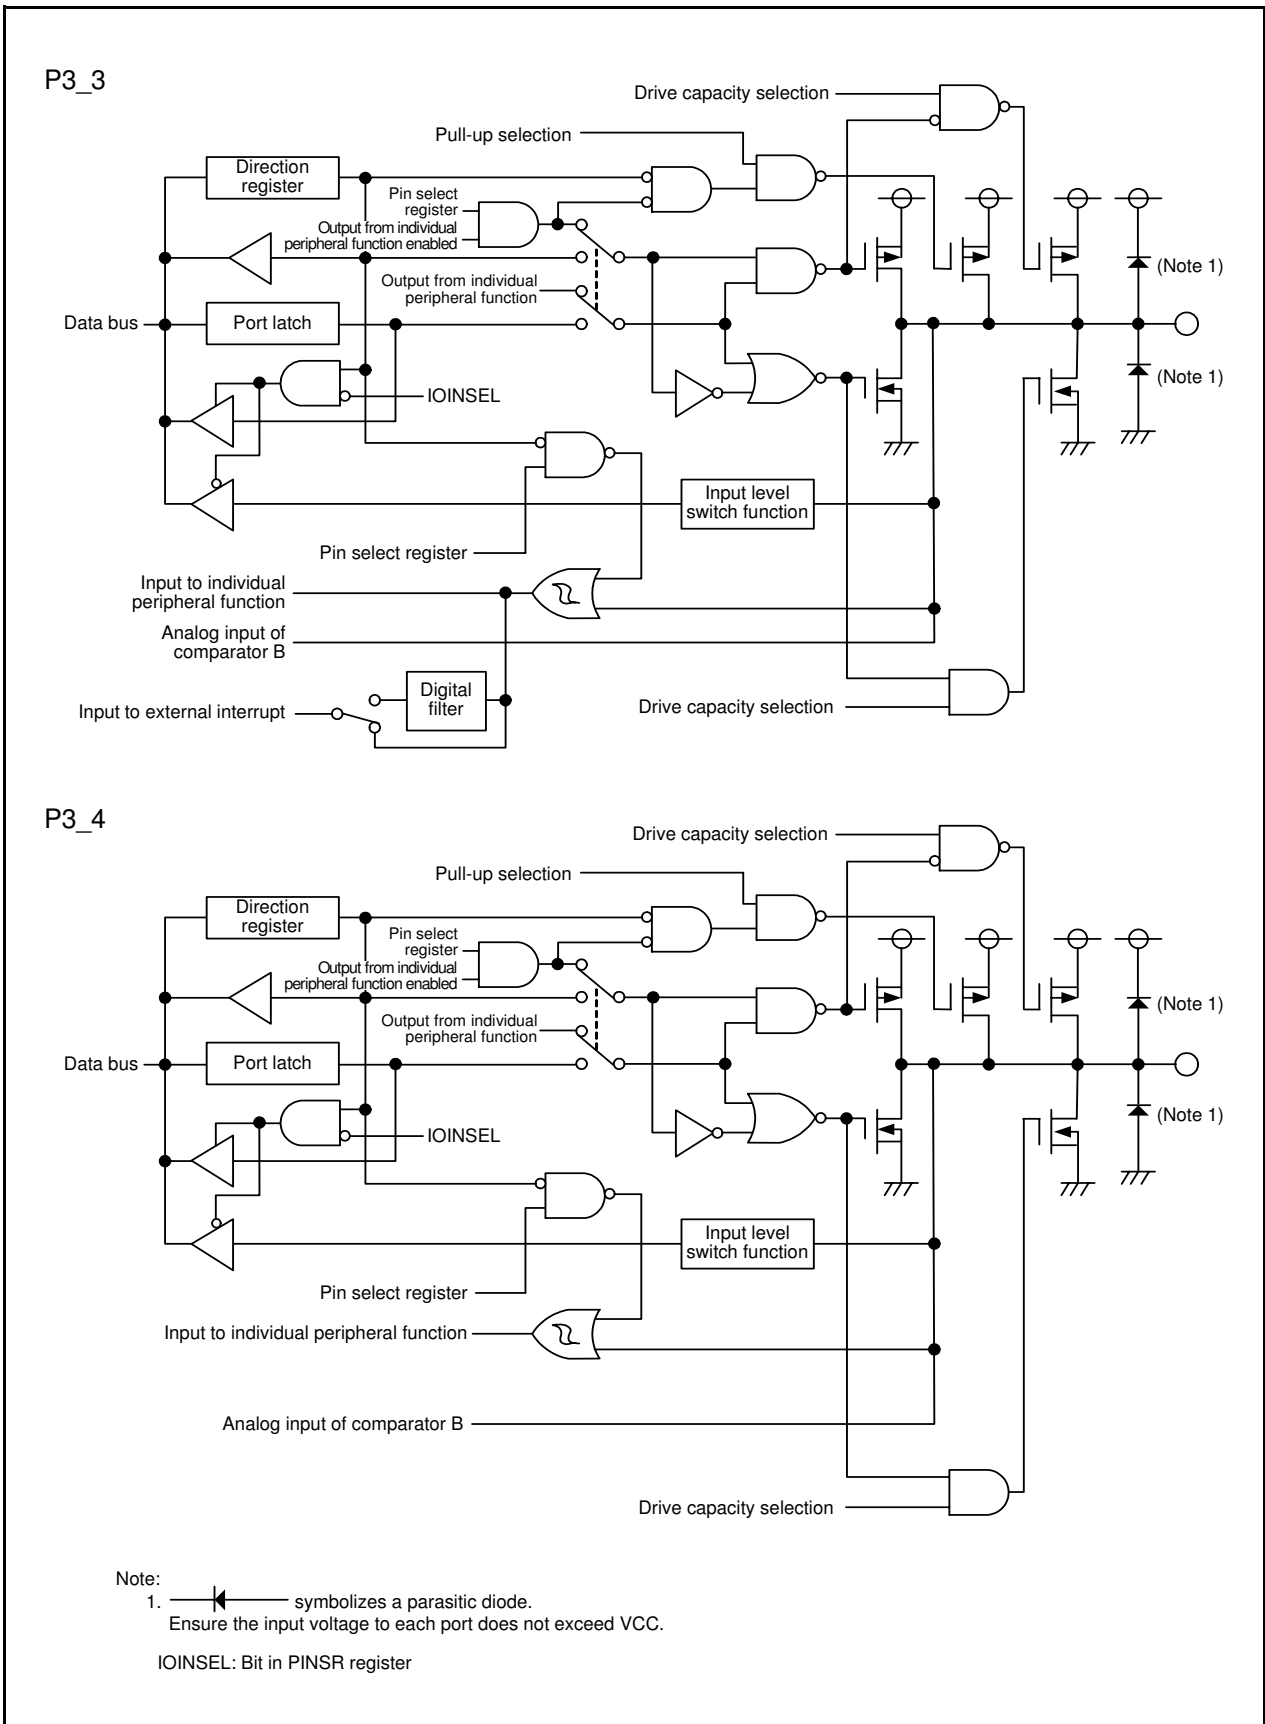 P3_3
Drive capacity selection
Pull-up selection
Direction
register
Pin select
register
Output from individual
peripheral function enabled
(Note 1)
Output from individual
peripheral function
Data bus
Port latch
(Note 1)
IOINSEL
Input level
switch function
Pin select register
Input to individual
peripheral function
Analog input of
comparator B
Digital
filter
Input to external interrupt
Drive capacity selection
P3_4
Drive capacity selection
Pull-up selection
Direction
register
Pin select
register
Output from individual
peripheral function enabled
(Note 1)
Output from individual
peripheral function
Data bus
Port latch
(Note 1)
IOINSEL
Input level
switch function
Pin select register
Input to individual peripheral function
Analog input of comparator B
Drive capacity selection
Note:
1. symbolizes a parasitic diode.
Ensure the input voltage to each port does not exceed VCC.
IOINSEL: Bit in PINSR register